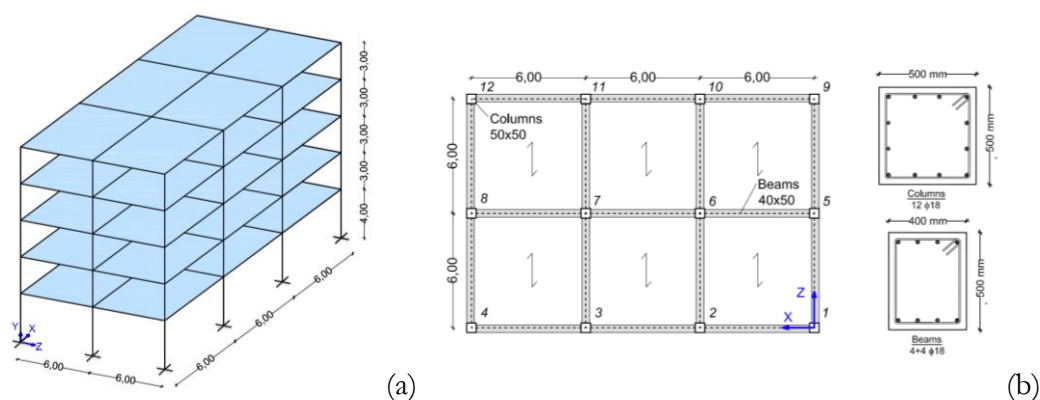 3,00
3,00
3,00
3,00
4,00
6,00
6,00
6,00
6,00
6,00
Y
X
Z
(a)
6,00 6,00 6,00
12 11 10 9
Columns
50x50
6,00
8 7 6 5
Beams
40x50
6,00
Z
X
4 3 2 1
500 mm
500 mm
Columns
12 ϕ18
400 mm
500 mm
Beams
4+4 ϕ18
(b)